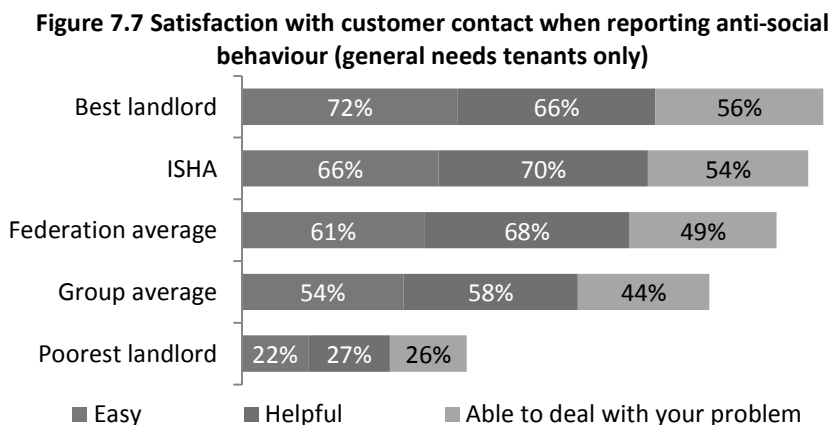 Figure 7.7 Satisfaction with customer contact when reporting anti-social
behaviour (general needs tenants only)
Best landlord 72% 66% 56%
ISHA 66% 70% 54%
Federation average 61% 68% 49%
Group average 54% 58% 44%
Poorest landlord 22% 27% 26%
Easy Helpful Able to deal with your problem